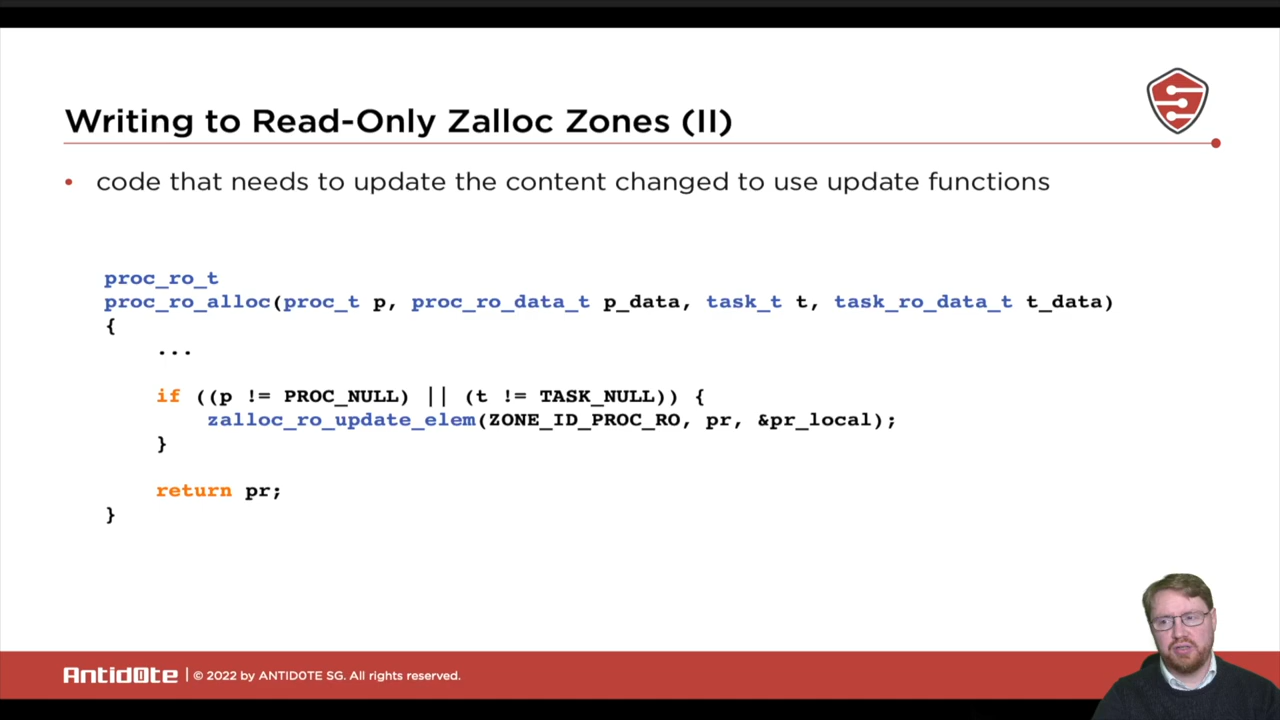 Writing to Read-Only Zalloc Zones (II)
• code that needs to update the content changed to use update functions
proc_ro_t
proc_ro_alloc(proc_t p, proc_ro_data_t p_data, task_t t, task_ro_data_t t_data)
{
...
if ((p != PROC_NULL) || (t != TASK_NULL)) {
zalloc_ro_update_elem(ZONE_ID_PROC_RO, pr, &pr_local);
}
return pr;
}
Antid0te | © 2022 by ANTID0TE SG. All rights reserved.